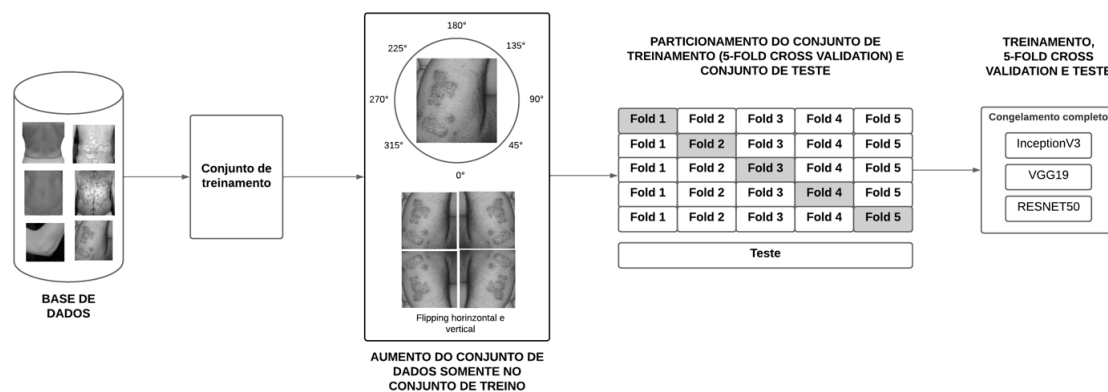 BASE DE
DADOS
Conjunto de
treinamento
180°
225°
135°
270°
90°
315°
45°
0°
Flipping horinzontal e
vertical
AUMENTO DO CONJUNTO DE
DADOS SOMENTE NO
CONJUNTO DE TREINO
PARTICIONAMENTO DO CONJUNTO DE
TREINAMENTO (5-FOLD CROSS VALIDATION) E
CONJUNTO DE TESTE
Fold 1 Fold 2 Fold 3 Fold 4 Fold 5
Fold 1 Fold 2 Fold 3 Fold 4 Fold 5
Fold 1 Fold 2 Fold 3 Fold 4 Fold 5
Fold 1 Fold 2 Fold 3 Fold 4 Fold 5
Fold 1 Fold 2 Fold 3 Fold 4 Fold 5
Teste
TREINAMENTO,
5-FOLD CROSS
VALIDATION E TESTE
Congelamento completo
InceptionV3
VGG19
RESNET50